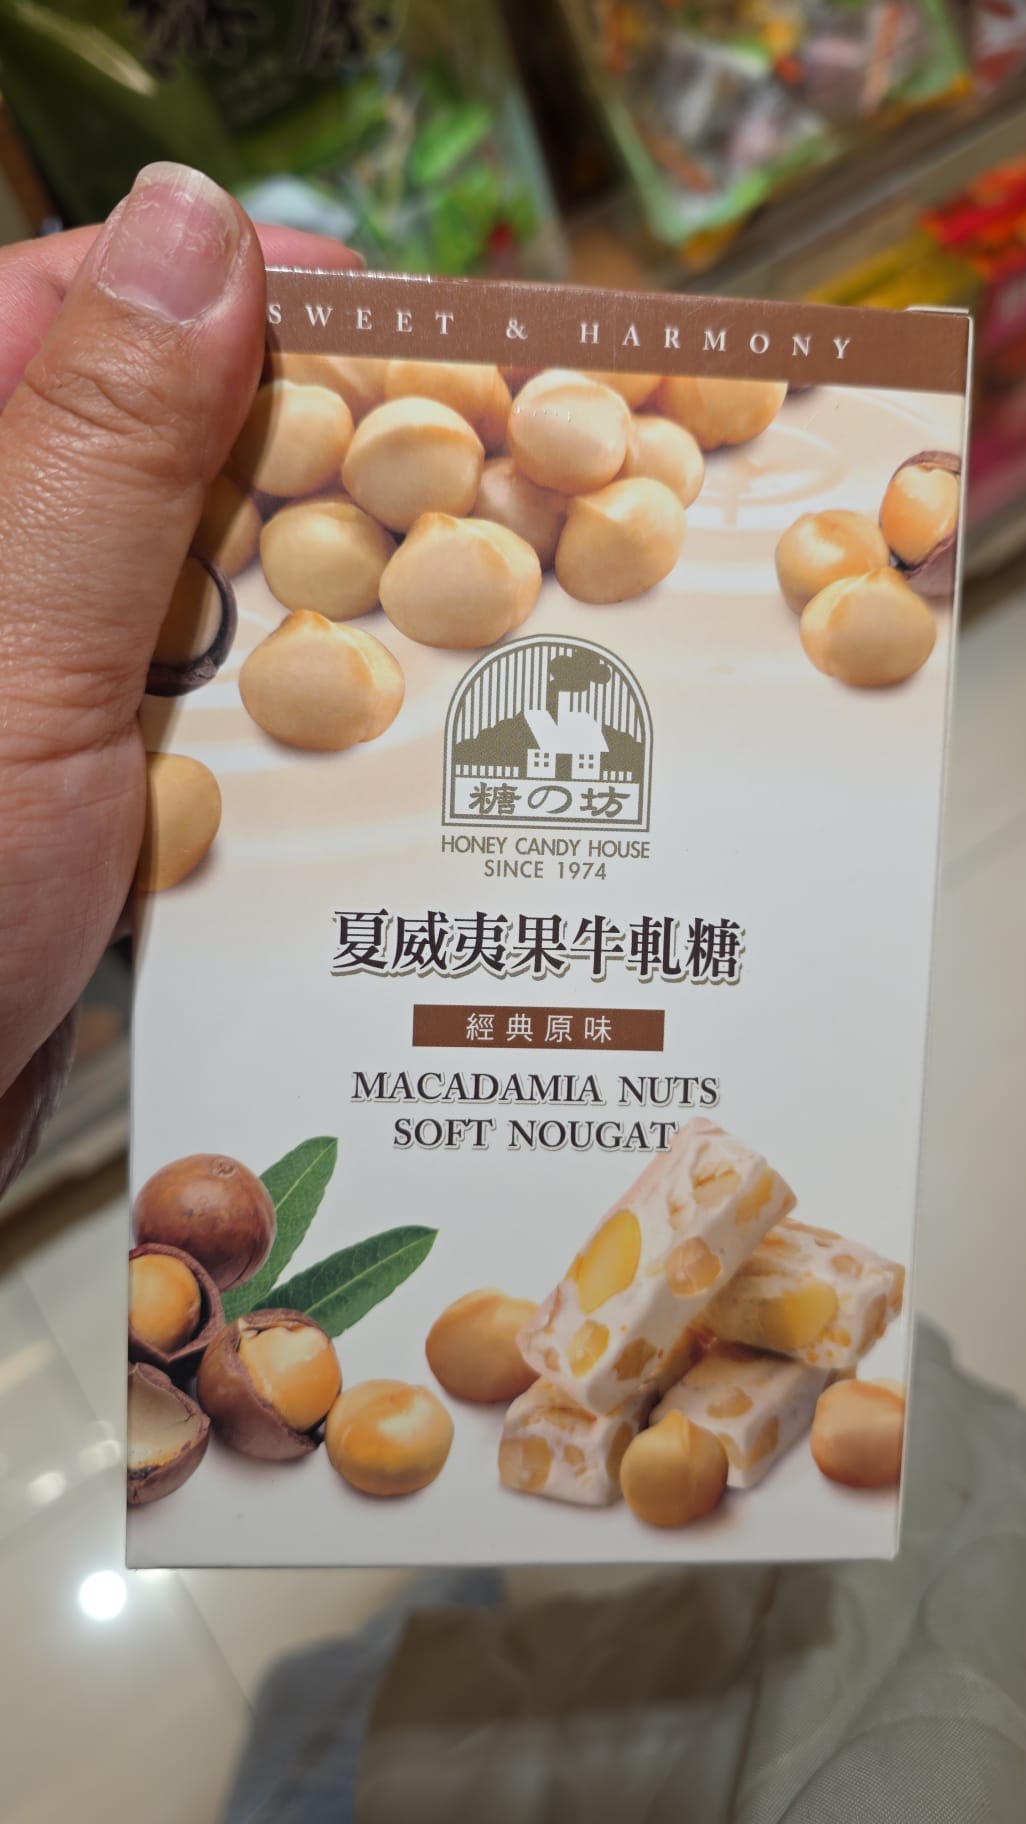 SWEET & HARMONY
糖の坊
HONEY CANDY HOUSE
SINCE 1974
夏威夷果牛軋糖
經典原味
MACADAMIA NUTS
SOFT NOUGAT